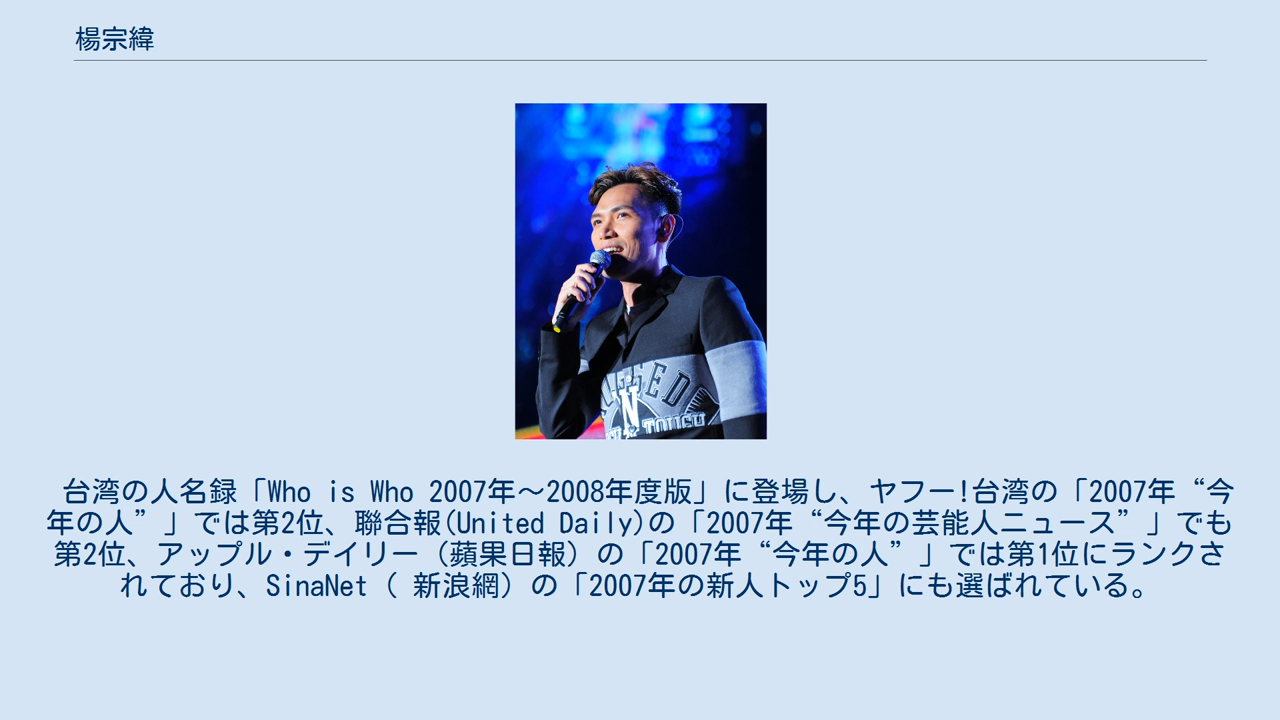 楊宗緯
N
台湾の人名録「Who is Who 2007年～2008年度版」に登場し、ヤフー!台湾の「2007年“今
年の人”」では第2位、聯合報(United Daily)の「2007年“今年の芸能人ニュース”」でも
第2位、アップル・デイリー（蘋果日報）の「2007年“今年の人”」では第1位にランクさ
れており、SinaNet（ 新浪網）の「2007年の新人トップ5」にも選ばれている。